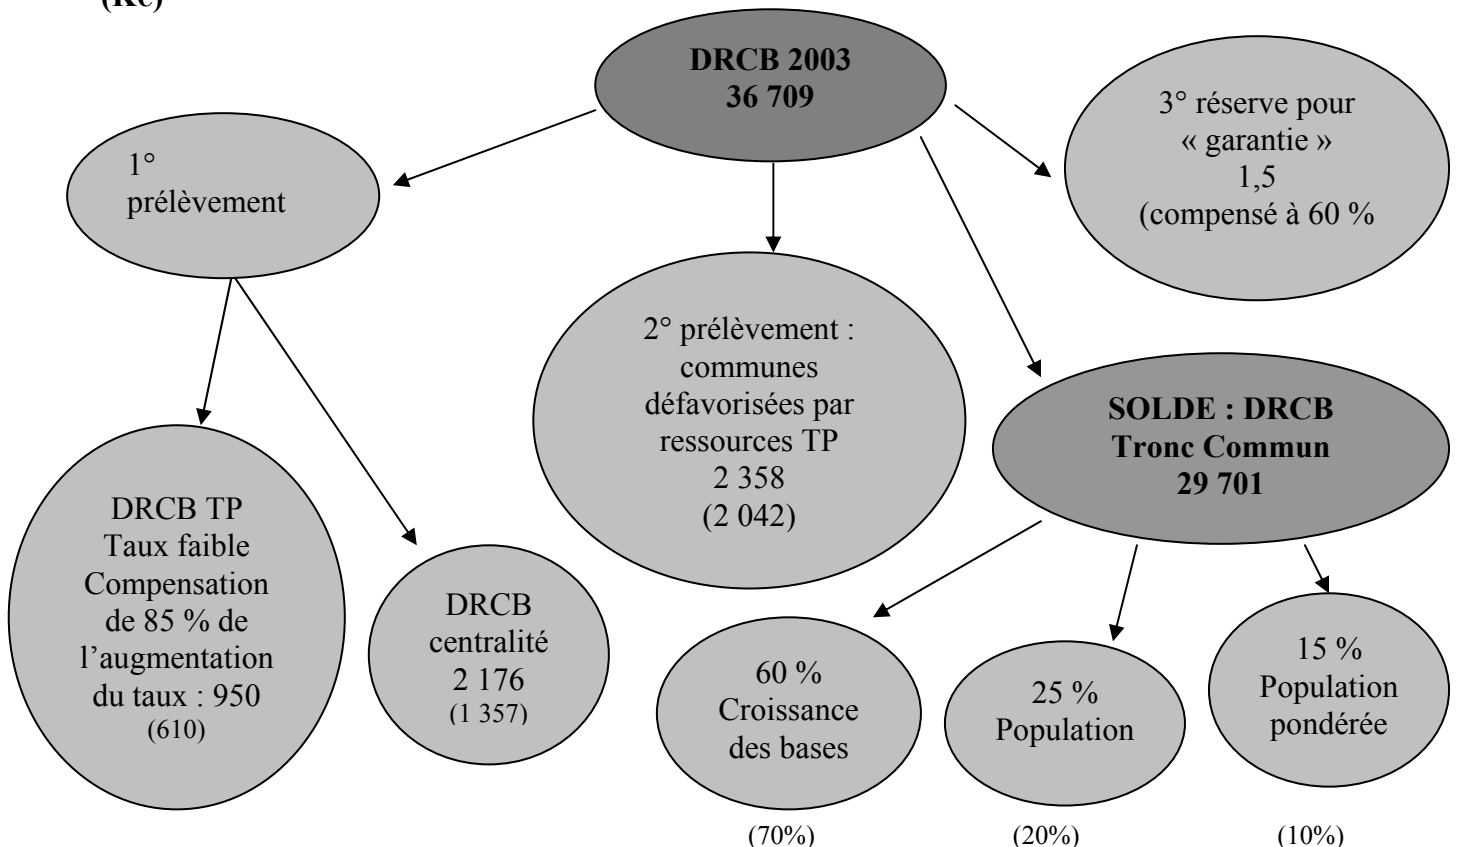 (K€)
DRCB 2003
36 709
3° réserve pour
« garantie »
1,5
(compensé à 60 %
1°
prélèvement
2° prélèvement :
communes
défavorisées par
ressources TP
2 358
(2 042)
SOLDE : DRCB
Tronc Commun
29 701
DRCB TP
Taux faible
Compensation
de 85 % de
l’augmentation
du taux : 950
(610)
DRCB
centralité
2 176
(1 357)
60 %
Croissance
des bases
25 %
Population
15 %
Population
pondérée
(70%)
(20%)
(10%)